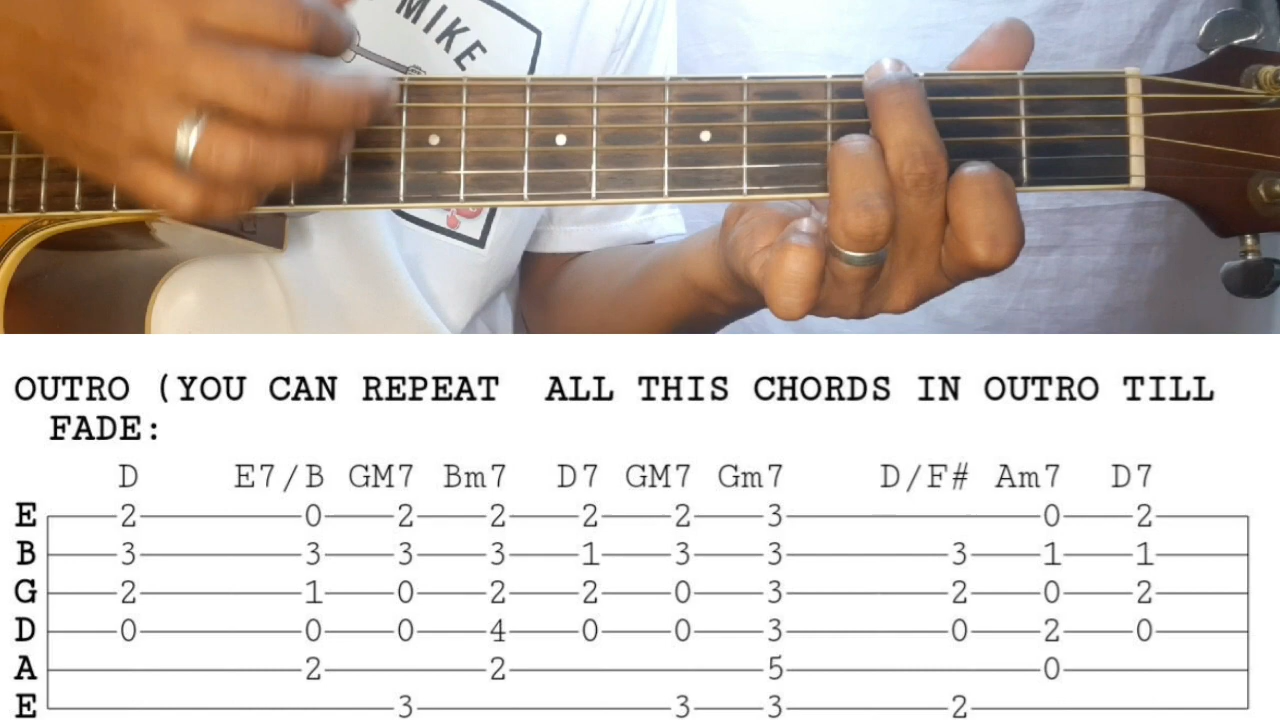 MIKE
OUTRO (YOU CAN REPEAT ALL THIS CHORDS IN OUTRO TILL
FADE:
D E7/B GM7 Bm7 D7 GM7 Gm7 D/F# Am7 D7
E 2 0 2 2 2 2 3 0 2
B 3 3 3 3 1 3 3 3 1 1
G 2 1 0 2 2 0 3 2 0 2
D 0 0 0 4 0 0 3 0 2 0
A 2 2 5 0
E 3 3 3 2